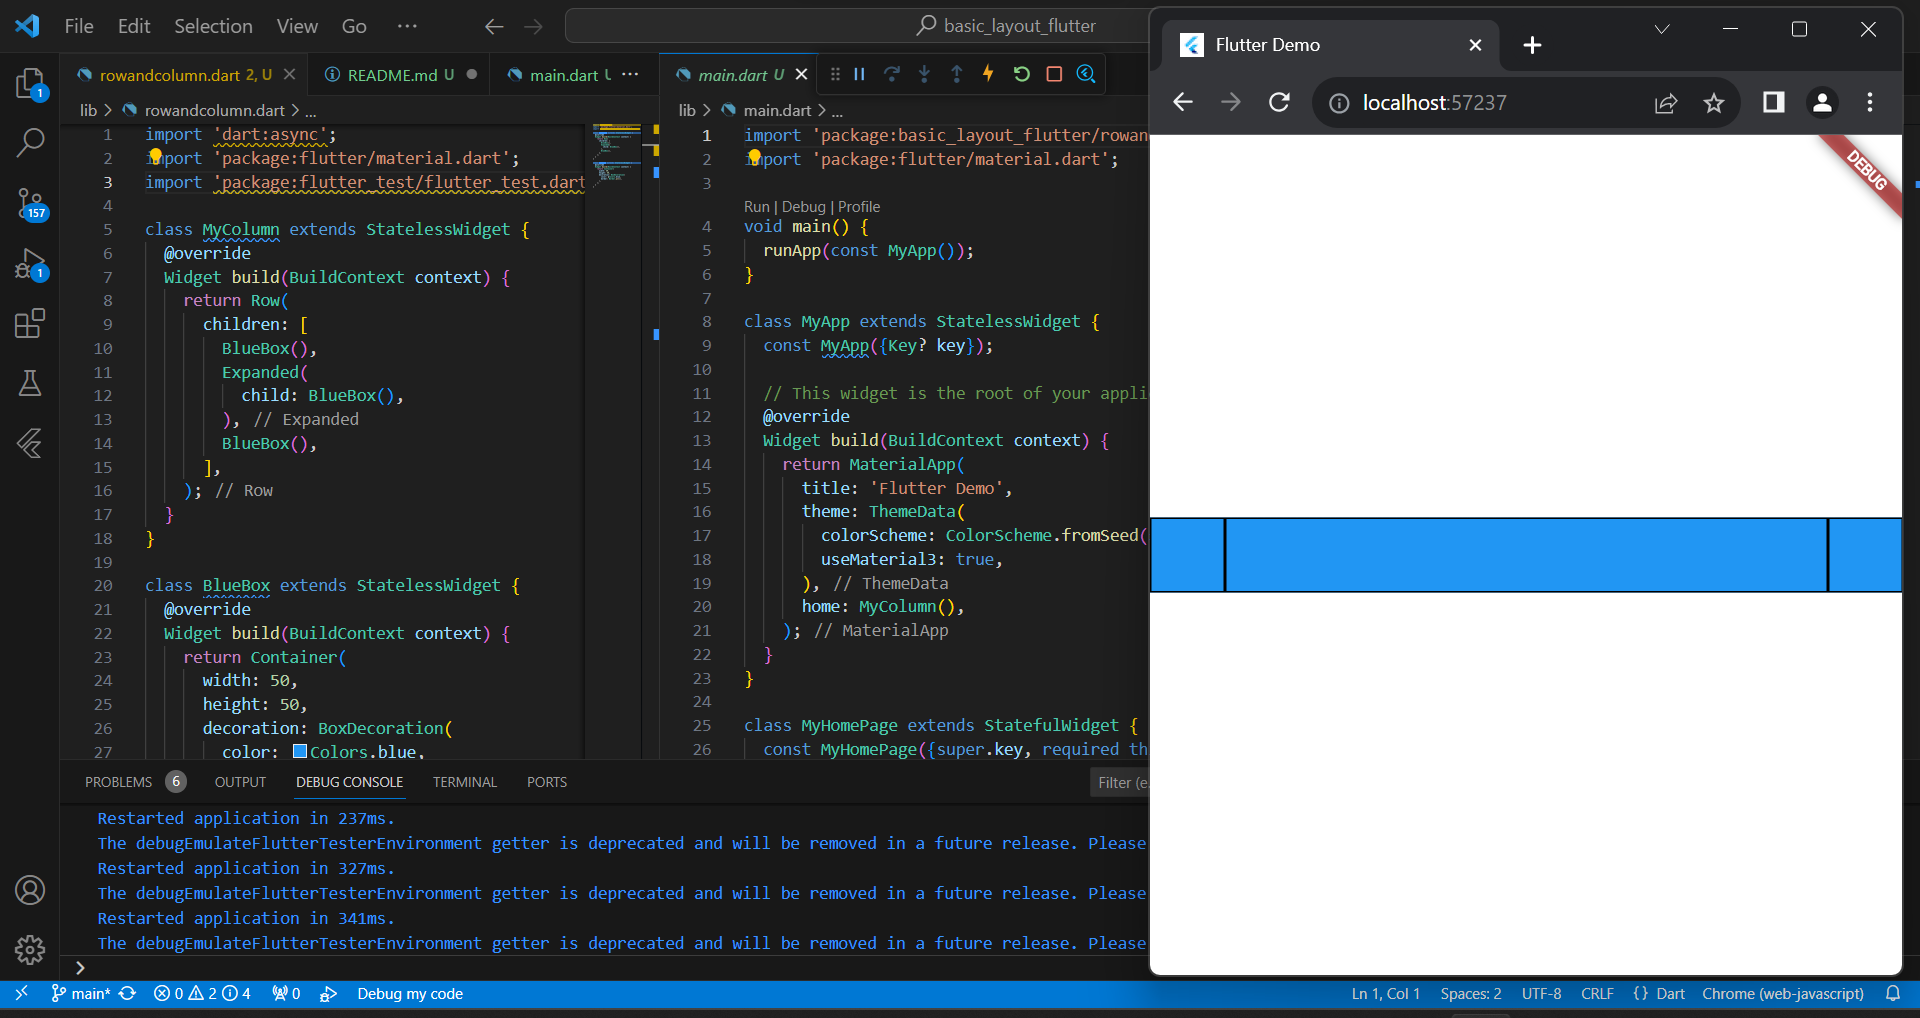 File Edit Selection View Go ··· basic_layout_flutter
rowandcolumn.dart 2, U README.md U main.dart ···
lib > rowandcolumn.dart > ...
1 import 'dart:async';
2 import 'package:flutter/material.dart';
3 import 'package:flutter_test/flutter_test.dart
4
5 class MyColumn extends StatelessWidget {
6 @override
7 Widget build(BuildContext context) {
8 return Row(
9 children: [
10 BlueBox(),
11 Expanded(
12 child: BlueBox(),
13 ), // Expanded
14 BlueBox(),
15 ],
16 ); // Row
17 }
18 }
19
20 class BlueBox extends StatelessWidget {
21 @override
22 Widget build(BuildContext context) {
23 return Container(
24 width: 50,
25 height: 50,
26 decoration: BoxDecoration(
27 color: Colors.blue,
main.dart U
lib > main.dart > ...
1 import 'package:basic_layout_flutter/rowan
2 import 'package:flutter/material.dart';
3
Run | Debug | Profile
4 void main() {
5 runApp(const MyApp());
6 }
7
8 class MyApp extends StatelessWidget {
9 const MyApp({Key? key});
10
11 // This widget is the root of your appli
12 @override
13 Widget build(BuildContext context) {
14 return MaterialApp(
15 title: 'Flutter Demo',
16 theme: ThemeData(
17 colorScheme: ColorScheme.fromSeed(
18 useMaterial3: true,
19 ), // ThemeData
20 home: MyColumn(),
21 ); // MaterialApp
22 }
23 }
24
25 class MyHomePage extends StatefulWidget {
26 const MyHomePage({super.key, required th
Flutter Demo
localhost:57237
DEBUG
1
157
1
PROBLEMS 6 OUTPUT DEBUG CONSOLE TERMINAL PORTS Filter (e.
Restarted application in 237ms.
The debugEmulateFlutterTesterEnvironment getter is deprecated and will be removed in a future release. Please
Restarted application in 327ms.
The debugEmulateFlutterTesterEnvironment getter is deprecated and will be removed in a future release. Please
Restarted application in 341ms.
The debugEmulateFlutterTesterEnvironment getter is deprecated and will be removed in a future release. Please
>
main* 0 2 4 0 Debug my code Ln 1, Col 1 Spaces: 2 UTF-8 CRLF {} Dart Chrome (web-javascript)